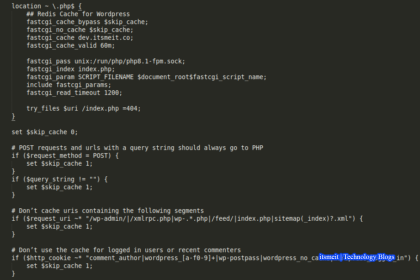 location ~ \.php$ {
## Redis Cache for Wordpress
fastcgi_cache_bypass $skip_cache;
fastcgi_no_cache $skip_cache;
fastcgi_cache dev.itsmeit.co;
fastcgi_cache_valid 60m;
fastcgi_pass unix:/run/php/php8.1-fpm.sock;
fastcgi_index index.php;
fastcgi_param SCRIPT_FILENAME $document_root$fastcgi_script_name;
include fastcgi_params;
fastcgi_read_timeout 1200;
try_files $uri /index.php =404;
}
set $skip_cache 0;
# POST requests and urls with a query string should always go to PHP
if ($request_method = POST) {
set $skip_cache 1;
}
if ($query_string != "") {
set $skip_cache 1;
}
# Don't cache uris containing the following segments
if ($request_uri ~* "/wp-admin/|/xmlrpc.php|wp-.*.php|/feed/|index.php|sitemap(_index)?.xml") {
set $skip_cache 1;
}
# Don't use the cache for logged in users or recent commenters
if ($http_cookie ~* "comment_author|wordpress_[a-f0-9]+|wp-postpass|wordpress_no_ca in") {
set $skip_cache 1;
}
itsmeit | Technology Blogs